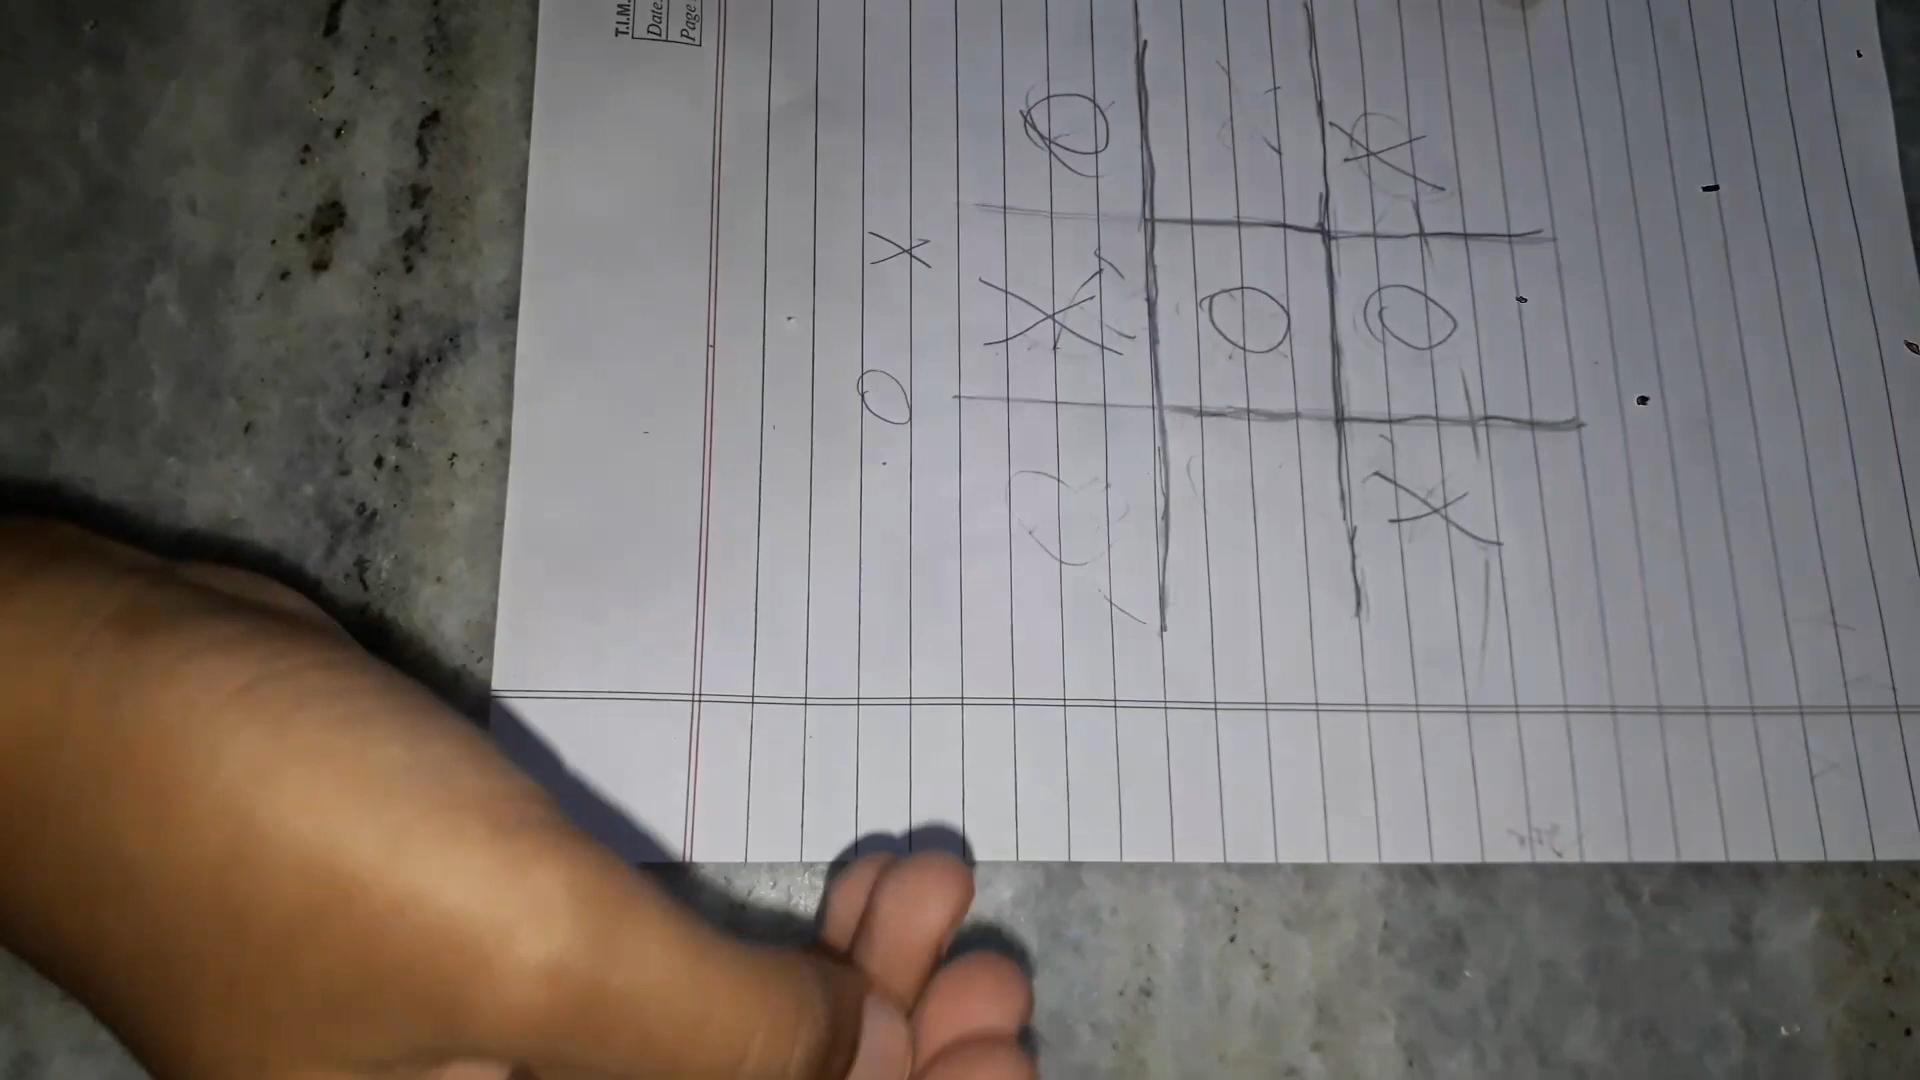 T.I.M.
Date.
Page.
O X
X O
O
X O X